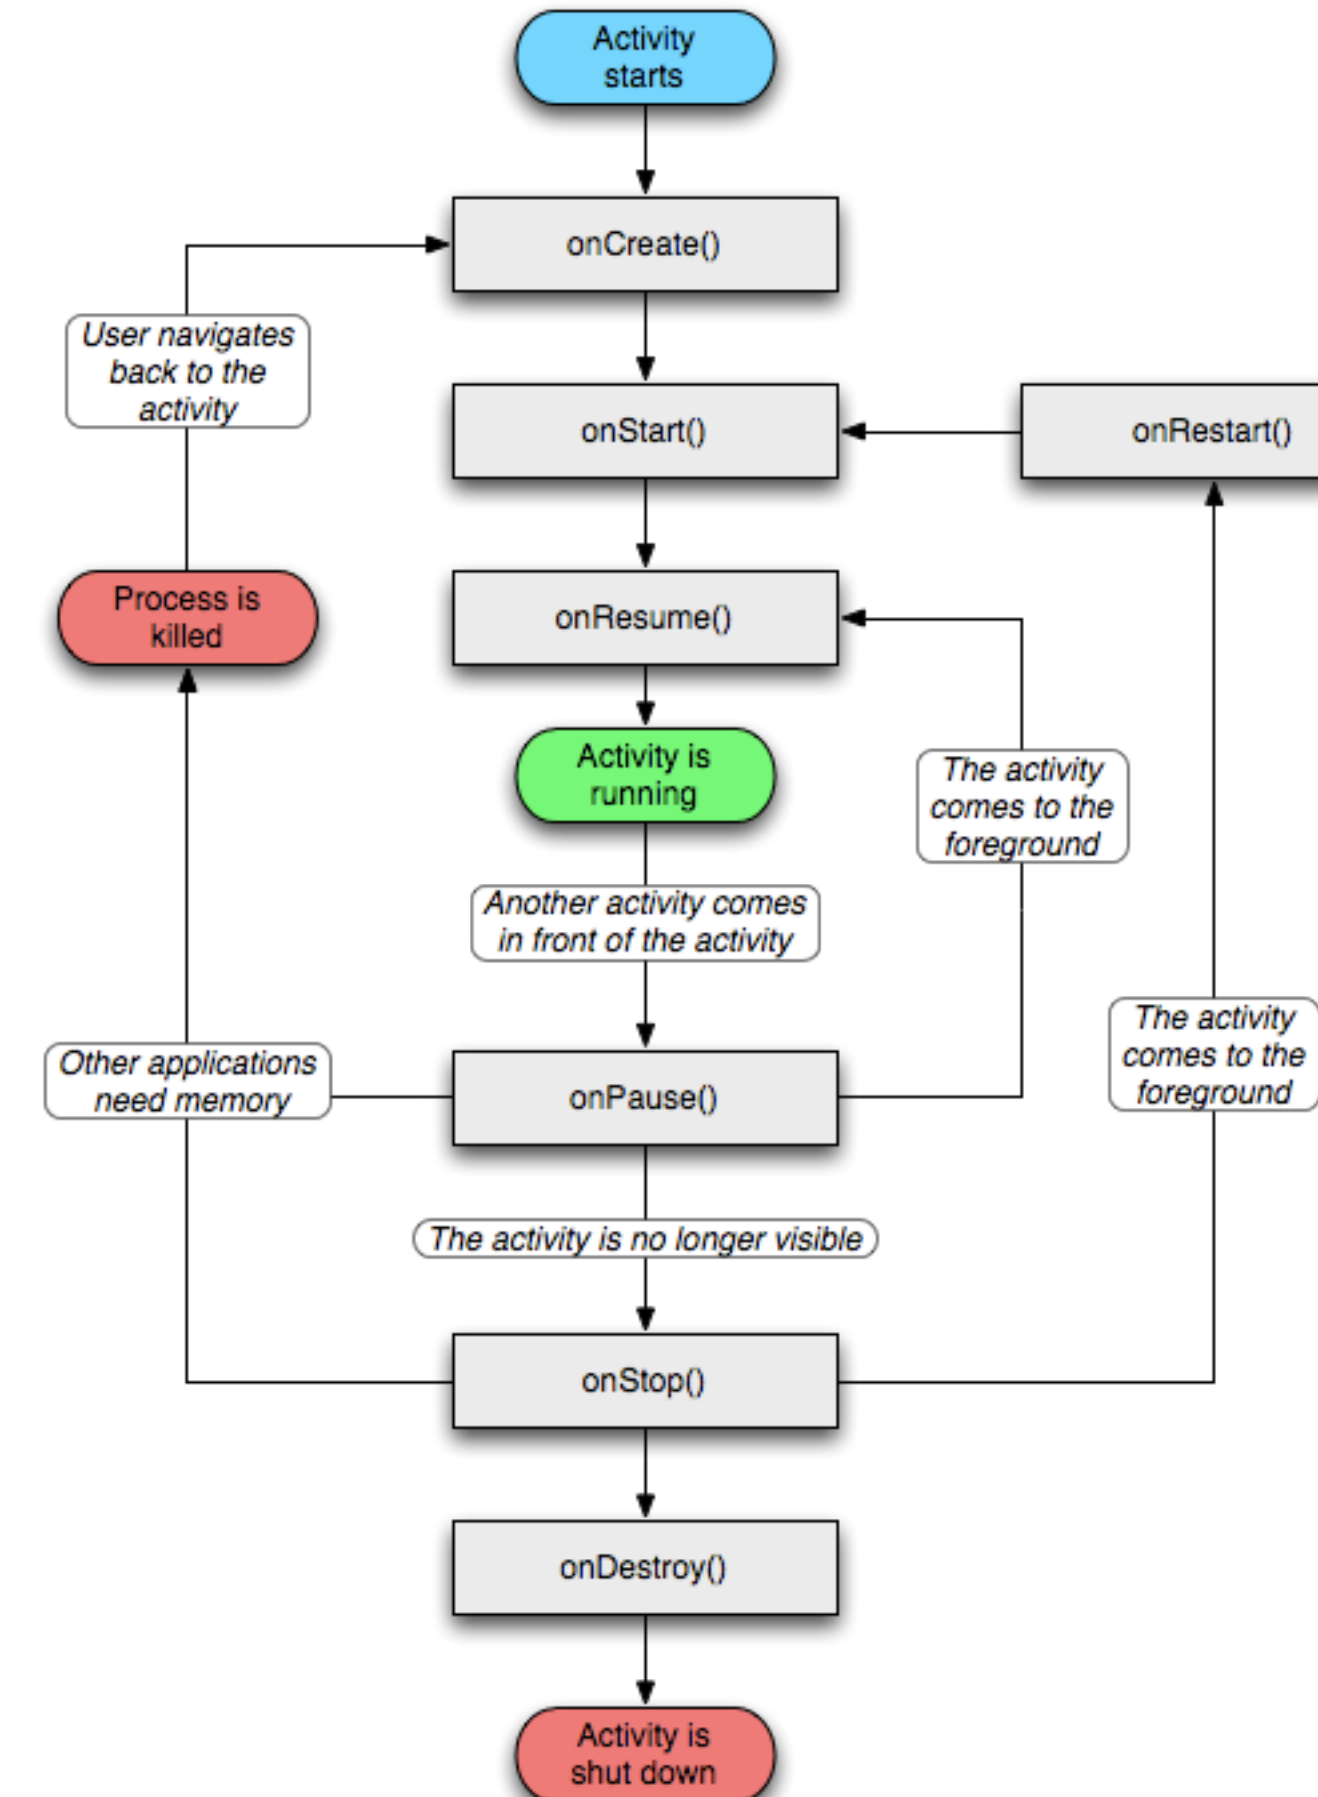 Activity
starts
onCreate()
User navigates
back to the
activity
onStart()
onRestart()
Process is
killed
onResume()
Activity is
running
The activity
comes to the
foreground
Another activity comes
in front of the activity
The activity
comes to the
foreground
Other applications
need memory
onPause()
The activity is no longer visible
onStop()
onDestroy()
Activity is
shut down